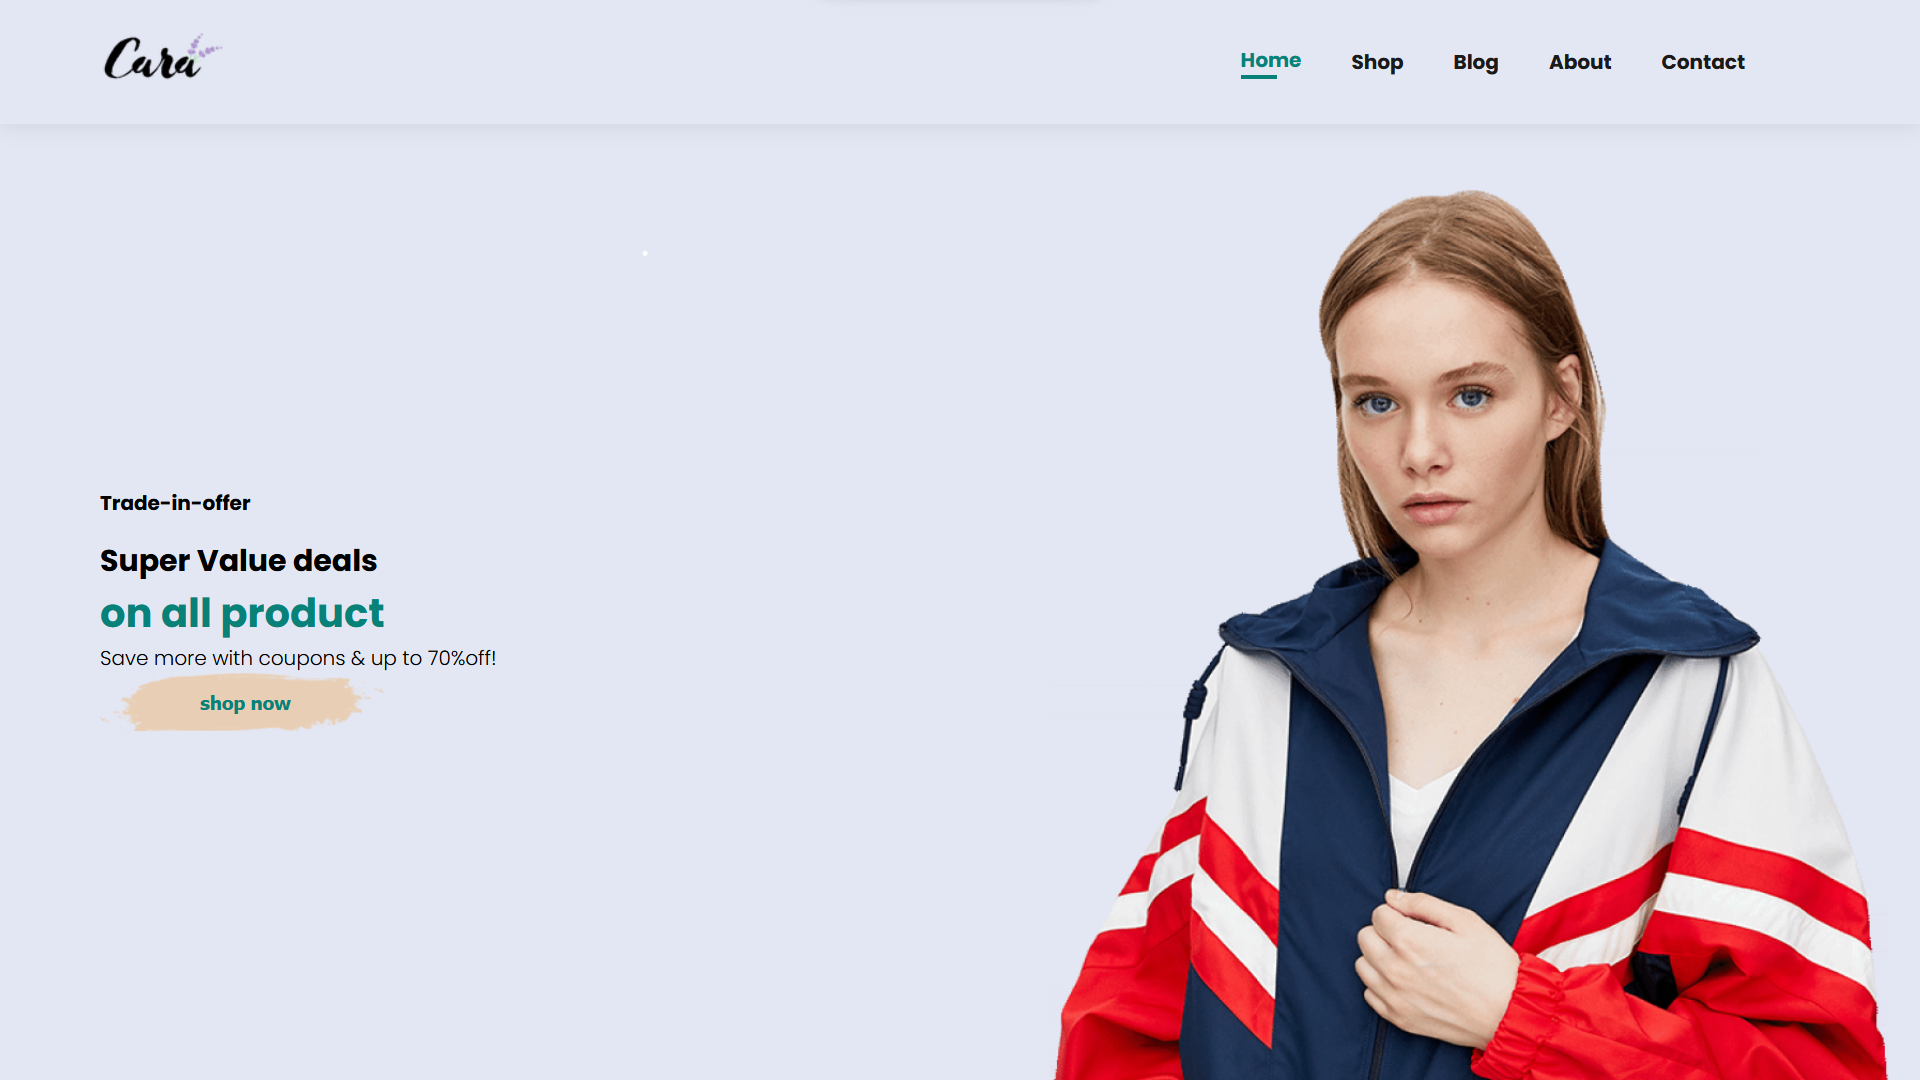 Cara
Home Shop Blog About Contact
Trade-in-offer
Super Value deals
on all product
Save more with coupons & up to 70%off!
shop now